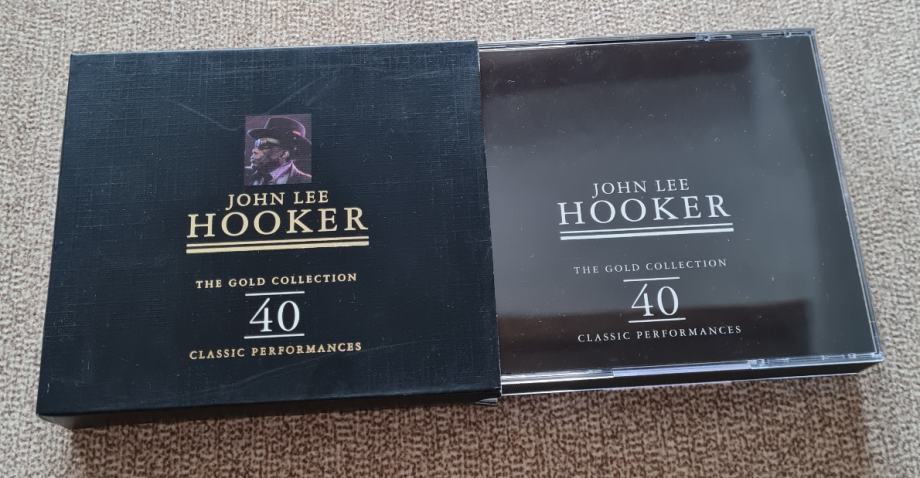 JOHN LEE
HOOKER
THE GOLD COLLECTION
40
CLASSIC PERFORMANCES
JOHN LEE
HOOKER
THE GOLD COLLECTION
40
CLASSIC PERFORMANCES